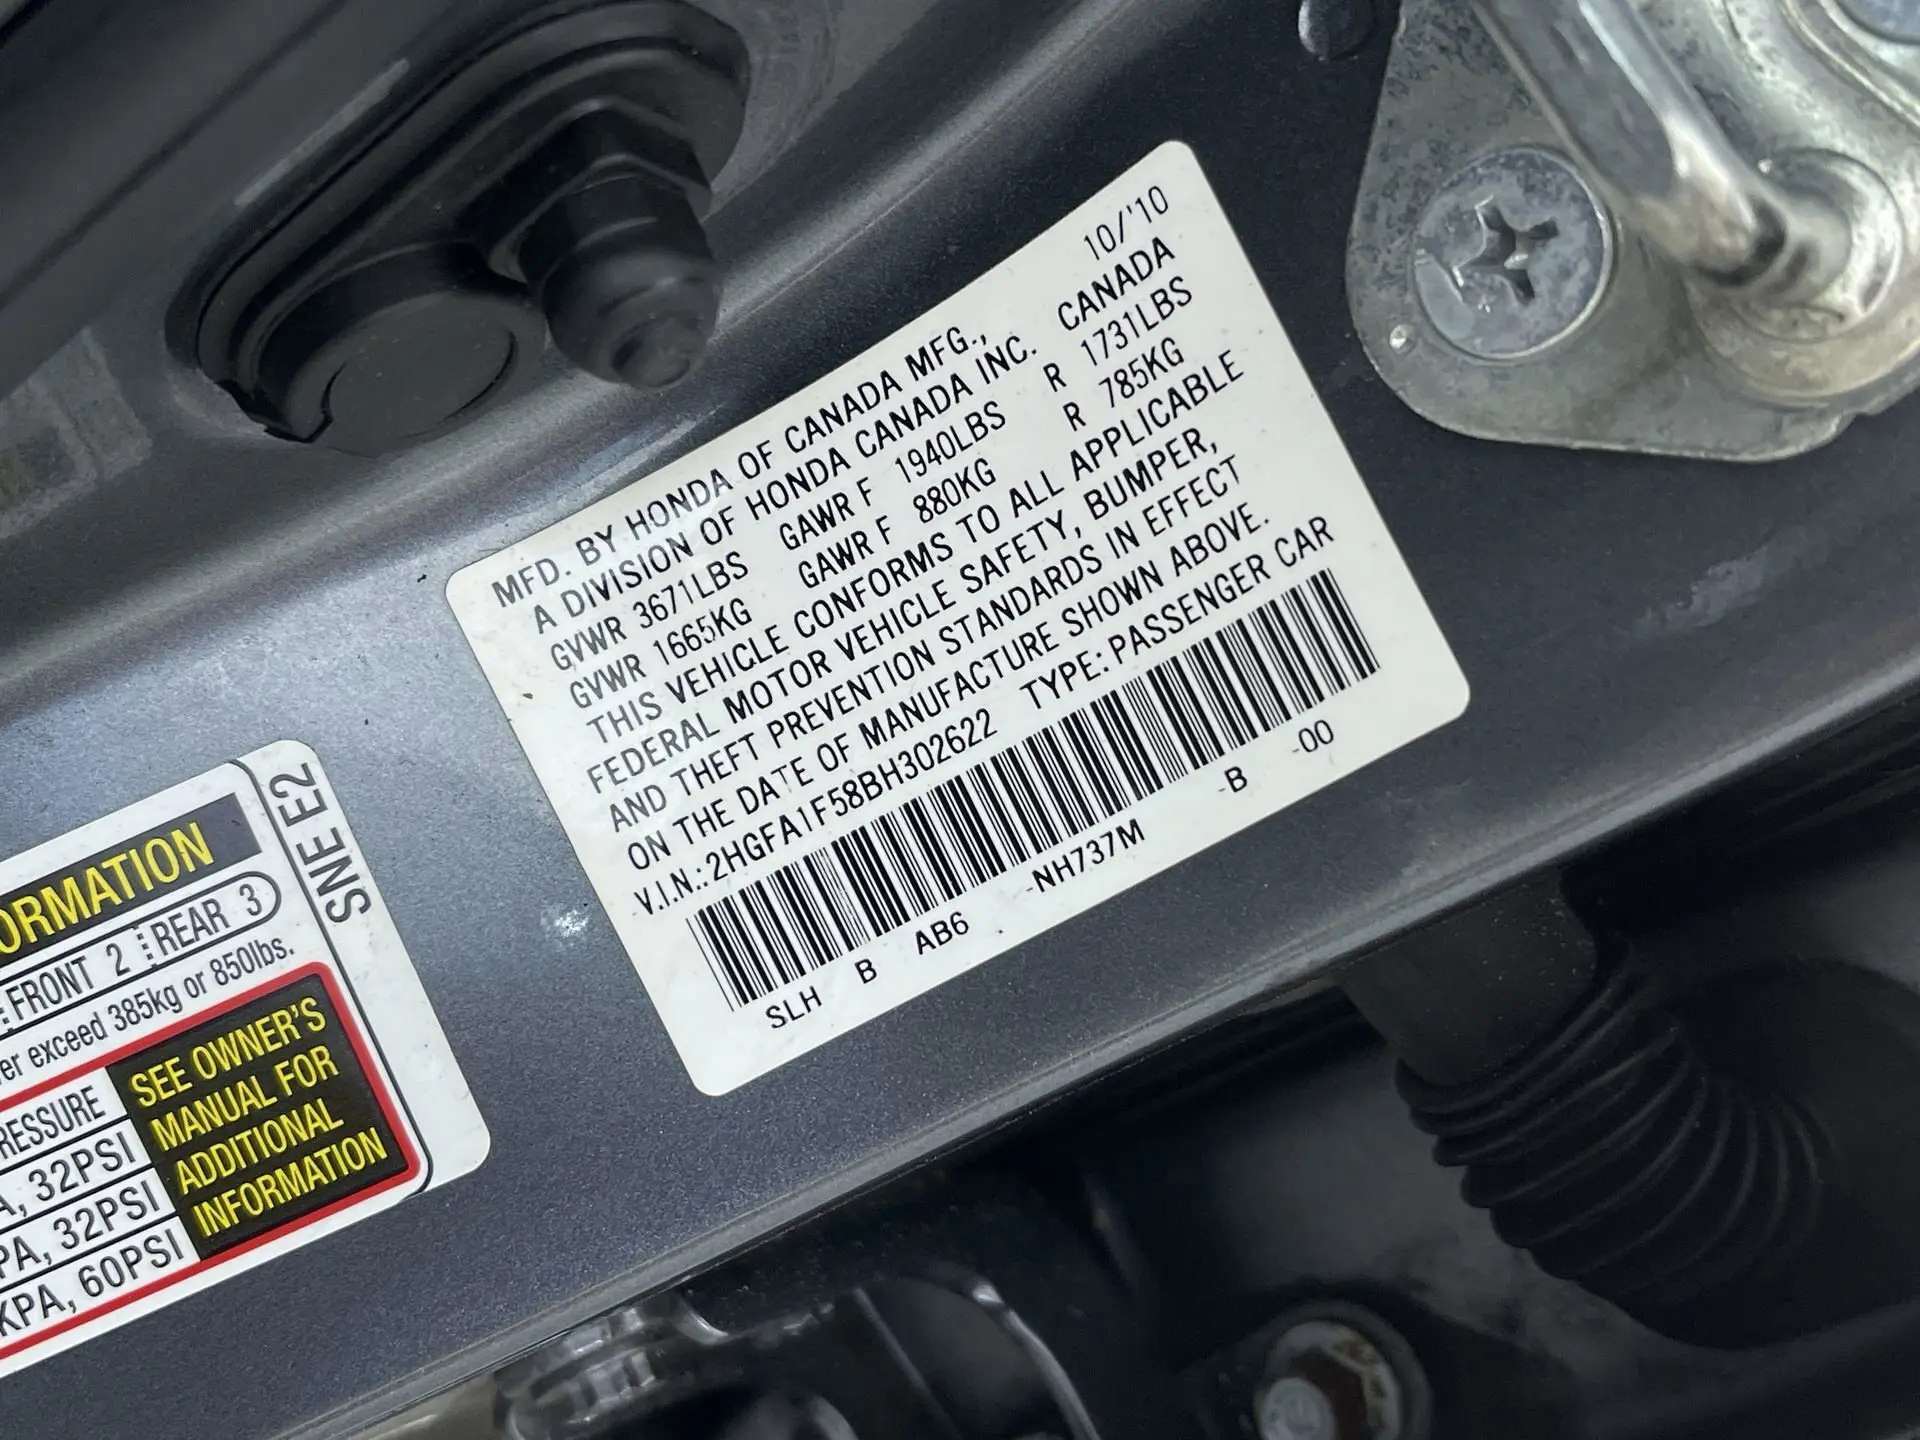 10/'10
MFD. BY HONDA OF CANADA MFG.,
A DIVISION OF HONDA CANADA INC. CANADA
GVWR 3671LBS GAWR F 1940LBS R 1731LBS
GVWR 1665KG GAWR F 880KG R 785KG
THIS VEHICLE CONFORMS TO ALL APPLICABLE
FEDERAL MOTOR VEHICLE SAFETY, BUMPER,
AND THEFT PREVENTION STANDARDS IN EFFECT
ON THE DATE OF MANUFACTURE SHOWN ABOVE.
V.I.N.: 2HGFA1F58BH302622 TYPE: PASSENGER CAR
SLH B AB6 -NH737M -B -00
SNE E2
FRONT 2 REAR 3
exceed 385kg or 850lbs.
32PSI
32PSI
KPA, 60PSI
SEE OWNER'S
MANUAL FOR
ADDITIONAL
INFORMATION